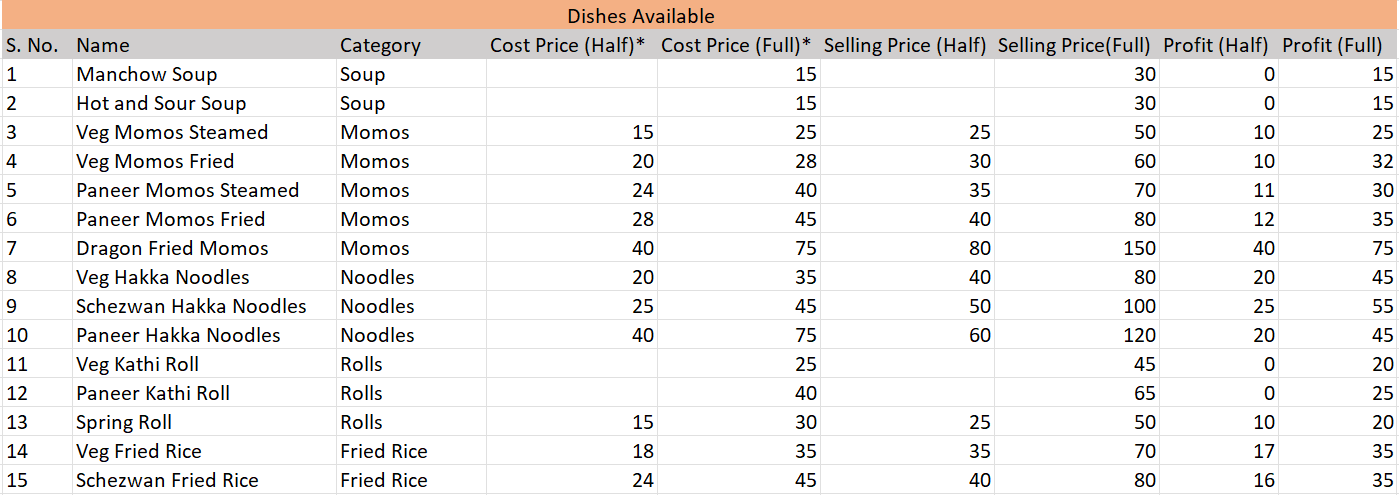 Dishes Available
S. No. Name Category Cost Price (Half)* Cost Price (Full)* Selling Price (Half) Selling Price(Full) Profit (Half) Profit (Full)
1 Manchow Soup Soup 15 30 0 15
2 Hot and Sour Soup Soup 15 30 0 15
3 Veg Momos Steamed Momos 15 25 25 50 10 25
4 Veg Momos Fried Momos 20 28 30 60 10 32
5 Paneer Momos Steamed Momos 24 40 35 70 11 30
6 Paneer Momos Fried Momos 28 45 40 80 12 35
7 Dragon Fried Momos Momos 40 75 80 150 40 75
8 Veg Hakka Noodles Noodles 20 35 40 80 20 45
9 Schezwan Hakka Noodles Noodles 25 45 50 100 25 55
10 Paneer Hakka Noodles Noodles 40 75 60 120 20 45
11 Veg Kathi Roll Rolls 25 45 0 20
12 Paneer Kathi Roll Rolls 40 65 0 25
13 Spring Roll Rolls 15 30 25 50 10 20
14 Veg Fried Rice Fried Rice 18 35 35 70 17 35
15 Schezwan Fried Rice Fried Rice 24 45 40 80 16 35